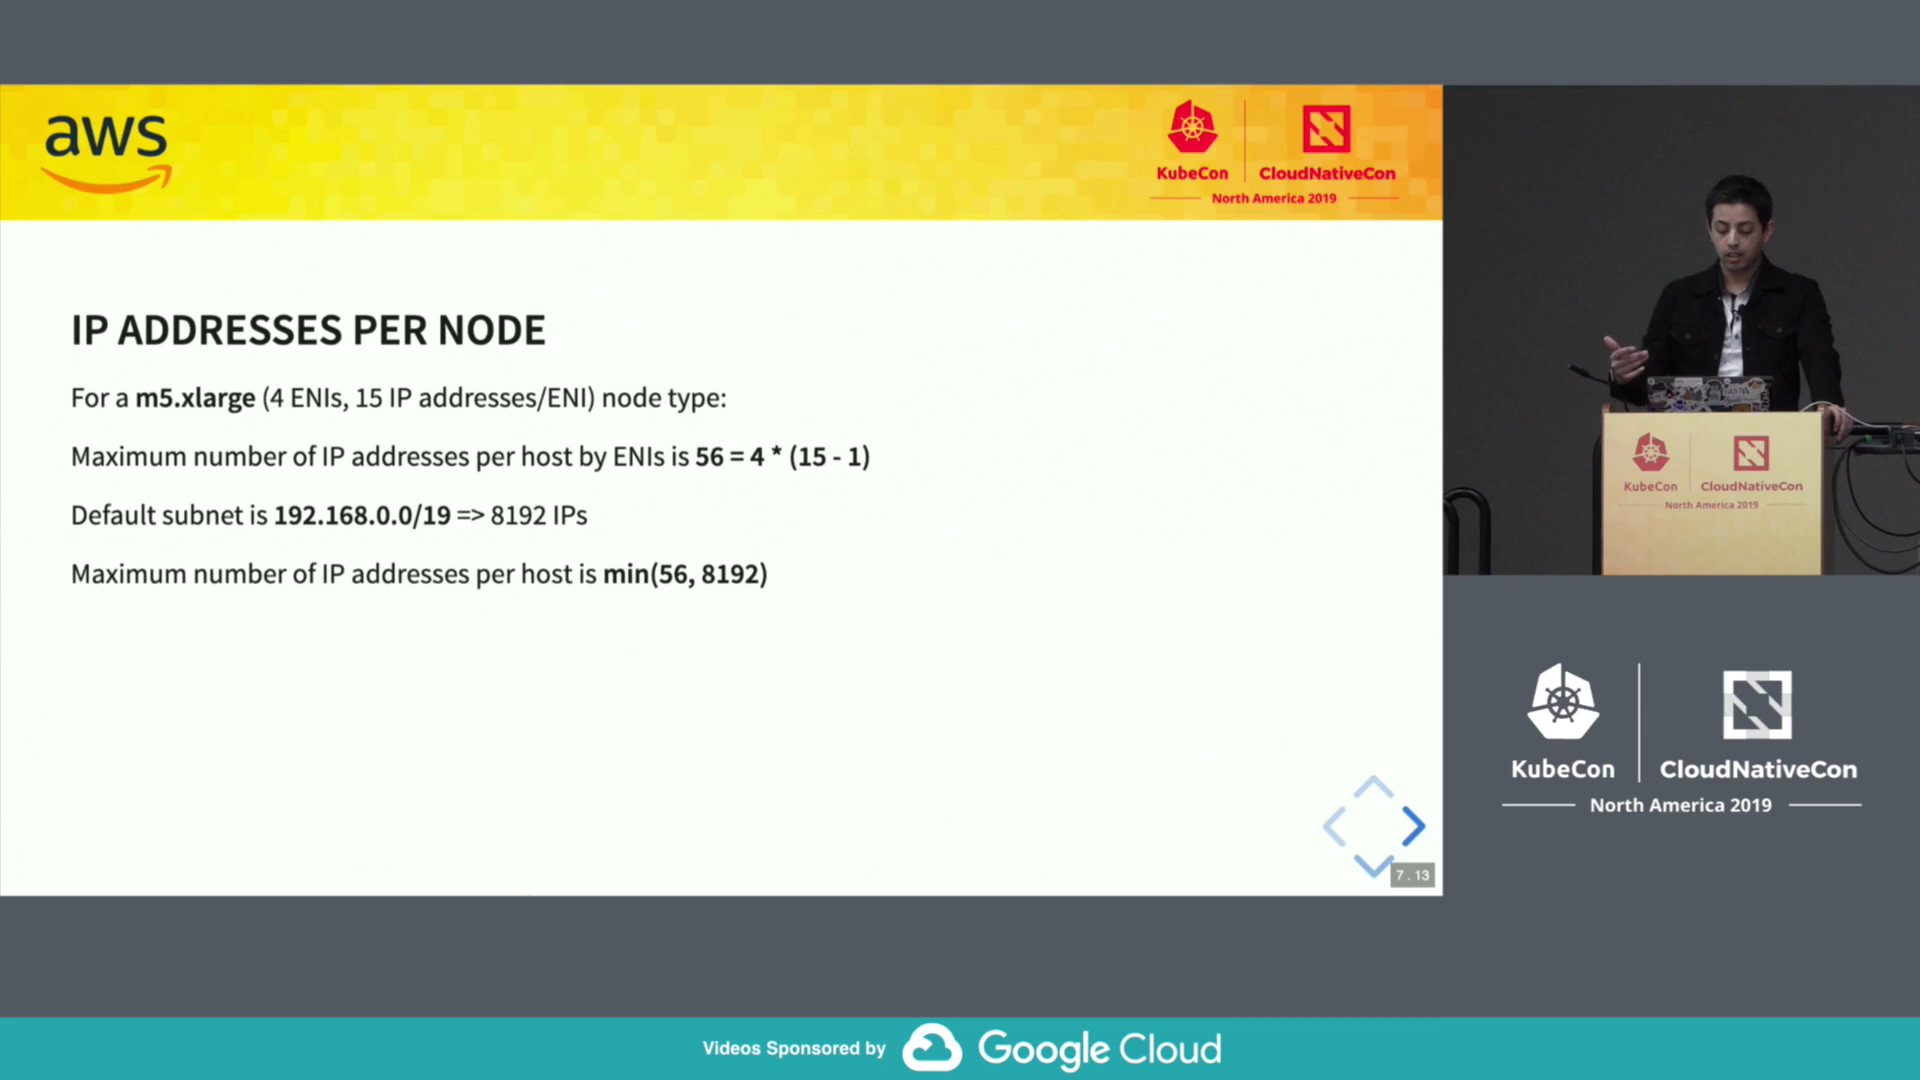 aws
KubeCon
CloudNativeCon
North America 2019
IP ADDRESSES PER NODE
For a m5.xlarge (4 ENIs, 15 IP addresses/ENI) node type:
Maximum number of IP addresses per host by ENIs is 56 = 4 * (15 - 1)
Default subnet is 192.168.0.0/19 => 8192 IPs
Maximum number of IP addresses per host is min(56, 8192)
7 . 13
KubeCon
CloudNativeCon
North America 2019
KubeCon
CloudNativeCon
North America 2019
Videos Sponsored by
Google Cloud